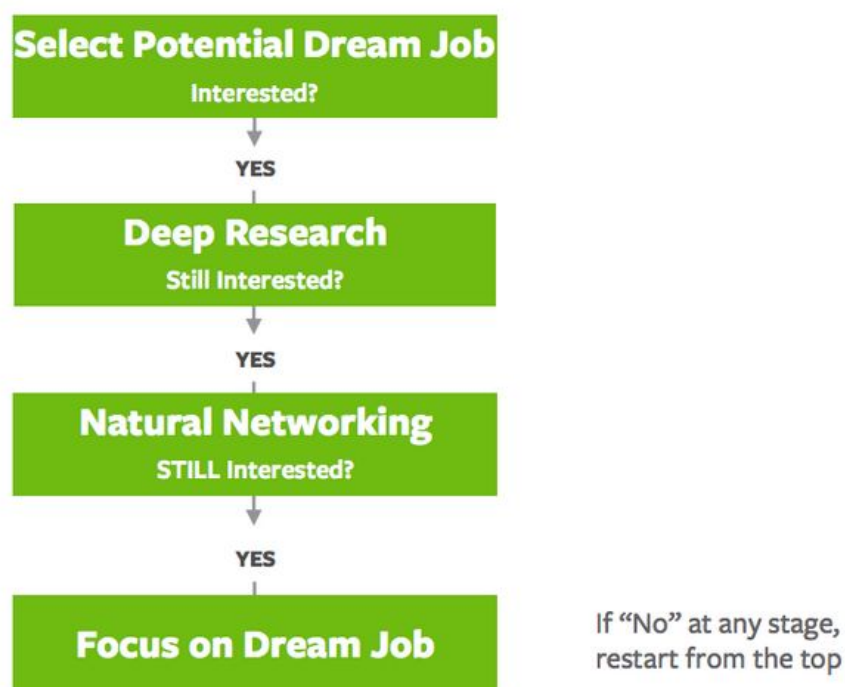 Select Potential Dream Job
Interested?
YES
Deep Research
Still Interested?
YES
Natural Networking
STILL Interested?
YES
Focus on Dream Job
If “No” at any stage,
restart from the top